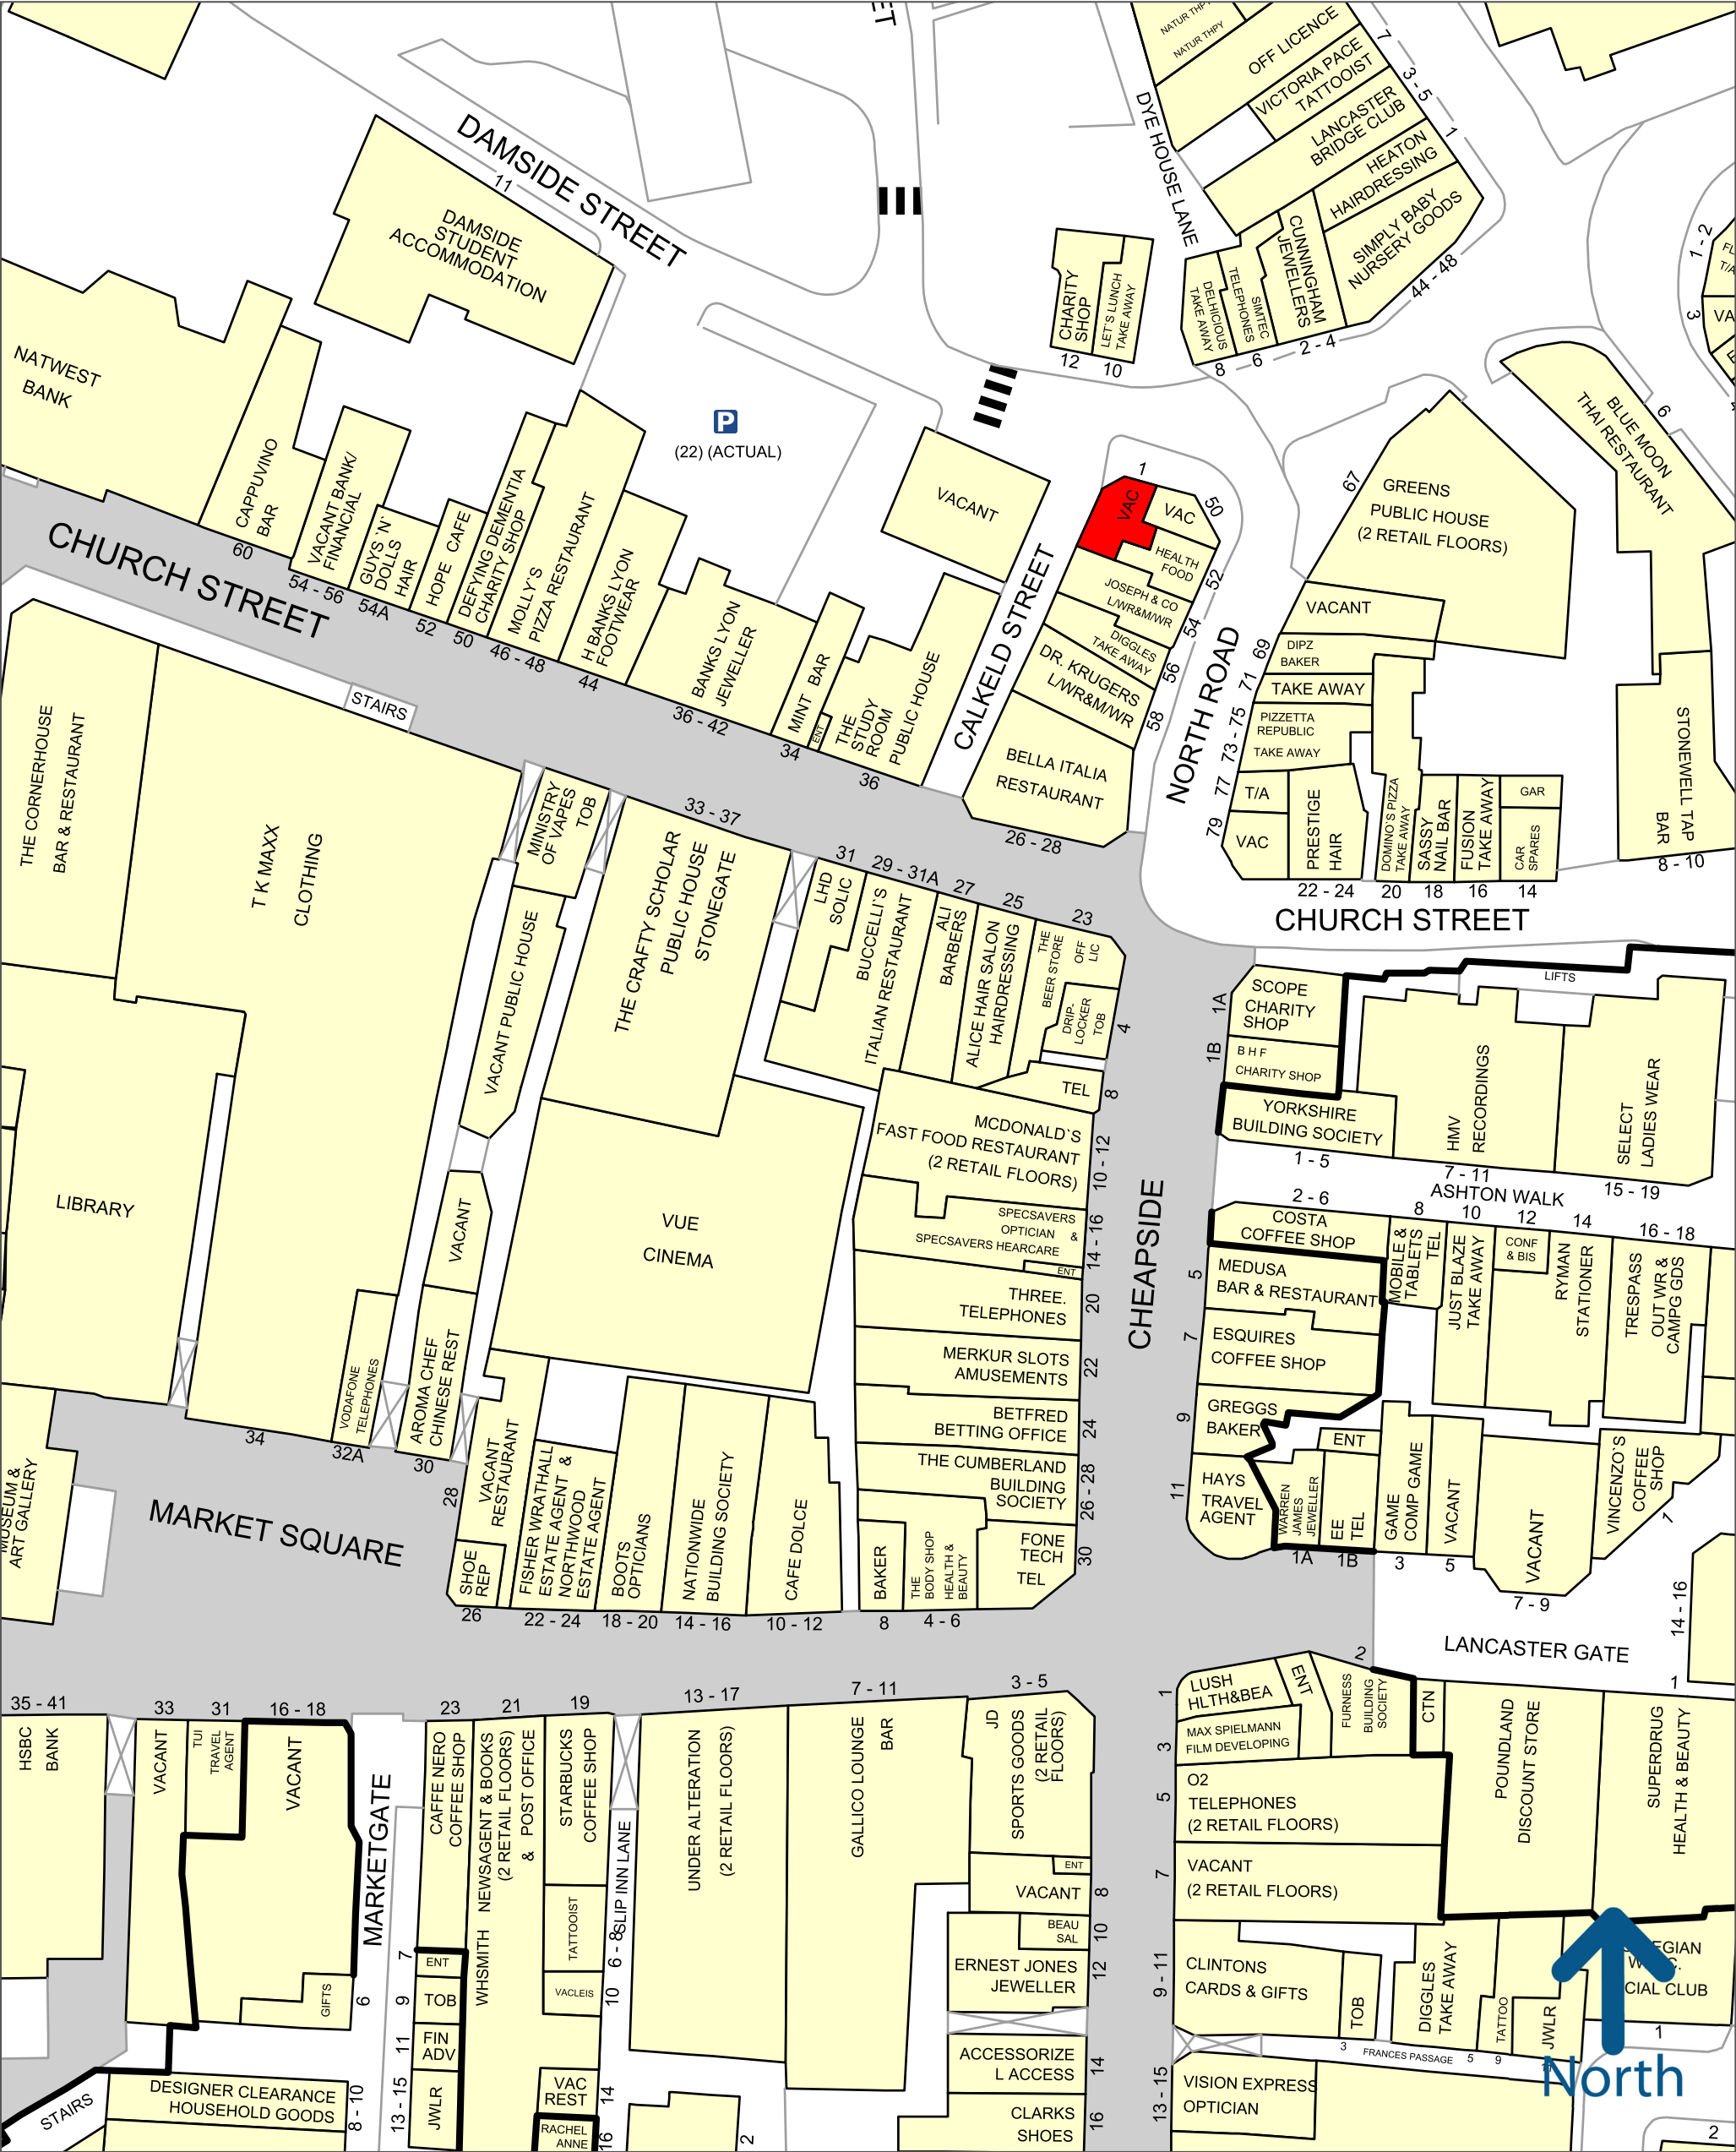 NATUR THPY
NATUR THPY
OFF LICENCE
VICTORIA PACE
TATTOOIST
LANCASTER
BRIDGE CLUB
HEATON
HAIRDRESSING
SIMPLY BABY
NURSERY GOODS
CUNNINGHAM
JEWELLERS
SIMTEC
TELEPHONES
DELHICIOUS
TAKE AWAY
7
3 - 5
1
44 - 48
2 - 4
6
8
DYE HOUSE LANE
DAMSIDE STREET
11
DAMSIDE
STUDENT
ACCOMMODATION
CHARITY
SHOP
LET`S LUNCH
TAKE AWAY
12
10
1 - 2
3
NATWEST
BANK
CAPPUVINO
BAR
60
VACANT BANK/
FINANCIAL
54 - 56
GUYS `N`
DOLLS
HAIR
54A
HOPE CAFE
52
DEFYING DEMENTIA
CHARITY SHOP
50
MOLLY`S
PIZZA RESTAURANT
46 - 48
H BANKS LYON
FOOTWEAR
44
BANKS LYON
JEWELLER
36 - 42
MINT BAR
34
ENT
THE
STUDY
ROOM
PUBLIC HOUSE
36
P
(22) (ACTUAL)
VACANT
CALKELD STREET
1
VAC
VAC
50
HEALTH
FOOD
52
JOSEPH & CO
L/WR&M/WR
54
DIGGLES
TAKE AWAY
56
DR. KRUGERS
L/WR&M/WR
58
BELLA ITALIA
RESTAURANT
26 - 28
NORTH ROAD
67
GREENS
PUBLIC HOUSE
(2 RETAIL FLOORS)
VACANT
69
DIPZ
BAKER
71
TAKE AWAY
73 - 75
PIZZETTA
REPUBLIC
TAKE AWAY
77
T/A
79
VAC
PRESTIGE
HAIR
22 - 24
DOMINO`S PIZZA
TAKE AWAY
20
SASSY
NAIL BAR
18
FUSION
TAKE AWAY
16
GAR
CAR
SPARES
14
BLUE MOON
THAI RESTAURANT
6
STONEWELL TAP
BAR
8 - 10
CHURCH STREET
CHURCH STREET
STAIRS
THE CORNERHOUSE
BAR & RESTAURANT
T K MAXX
CLOTHING
34
MINISTRY
OF VAPES
TOB
VACANT PUBLIC HOUSE
33 - 37
THE CRAFTY SCHOLAR
PUBLIC HOUSE
STONEGATE
31
LHD
SOLIC
29 - 31A
BUCCELLI`S
ITALIAN RESTAURANT
27
ALI
BARBERS
25
ALICE HAIR SALON
HAIRDRESSING
23
THE
BEER STORE
OFF
LIC
DRIP-
LOCKER
TOB
4
TEL
8
MCDONALD`S
FAST FOOD RESTAURANT
(2 RETAIL FLOORS)
10 - 12
SPECSAVERS
OPTICIAN &
SPECSAVERS HEARCARE
14 - 16
ENT
THREE.
TELEPHONES
20
MERKUR SLOTS
AMUSEMENTS
22
BETFRED
BETTING OFFICE
24
THE CUMBERLAND
BUILDING
SOCIETY
26 - 28
FONE
TECH
TEL
30
CHEAPSIDE
LIBRARY
VUE
CINEMA
VACANT
VODAFONE
TELEPHONES
32A
AROMA CHEF
CHINESE REST
30
28
VACANT
RESTAURANT
SHOE
REP
26
FISHER WRATHALL
ESTATE AGENT &
NORTHWOOD
ESTATE AGENT
22 - 24
BOOTS
OPTICIANS
18 - 20
NATIONWIDE
BUILDING SOCIETY
14 - 16
CAFE DOLCE
10 - 12
BAKER
8
THE
BODY SHOP
HEALTH &
BEAUTY
4 - 6
MUSEUM &
ART GALLERY
MARKET SQUARE
1A
SCOPE
CHARITY
SHOP
1B
B H F
CHARITY SHOP
YORKSHIRE
BUILDING SOCIETY
1 - 5
HMV
RECORDINGS
7 - 11
SELECT
LADIES WEAR
15 - 19
LIFTS
ASHTON WALK
2 - 6
COSTA
COFFEE SHOP
8
MOBILE &
TABLETS
TEL
10
JUST BLAZE
TAKE AWAY
12
CONF
& BIS
14
RYMAN
STATIONER
16 - 18
TRESPASS
OUT WR &
CAMPG GDS
5
MEDUSA
BAR & RESTAURANT
7
ESQUIRES
COFFEE SHOP
9
GREGGS
BAKER
11
HAYS
TRAVEL
AGENT
WARREN
JAMES
JEWELLER
1A
ENT
EE
TEL
1B
GAME
COMP GAME
3
VACANT
5
VACANT
7 - 9
VINCENZO`S
COFFEE
SHOP
1
14 - 16
LANCASTER GATE
35 - 41
HSBC
BANK
33
VACANT
31
TUI
TRAVEL
AGENT
16 - 18
VACANT
GIFTS
6
MARKETGATE
23
CAFFE NERO
COFFEE SHOP
21
WHSMITH NEWSAGENT & BOOKS
(2 RETAIL FLOORS)
& POST OFFICE
19
STARBUCKS
COFFEE SHOP
TATTOOIST
6 - 8
SLIP INN LANE
VACLEIS
10
VAC
REST
14
RACHEL
ANNE
16
7
ENT
9
TOB
11
FIN
ADV
13 - 15
JWLR
DESIGNER CLEARANCE
HOUSEHOLD GOODS
8 - 10
STAIRS
13 - 17
UNDER ALTERATION
(2 RETAIL FLOORS)
2
7 - 11
GALLICO LOUNGE
BAR
3 - 5
JD
SPORTS GOODS
(2 RETAIL
FLOORS)
ENT
VACANT
8
BEAU
SAL
10
ERNEST JONES
JEWELLER
12
ACCESSORIZE
L ACCESS
14
CLARKS
SHOES
16
1
LUSH
HLTH&BEA
ENT
2
FURNESS
BUILDING
SOCIETY
CTN
3
MAX SPIELMANN
FILM DEVELOPING
5
O2
TELEPHONES
(2 RETAIL FLOORS)
7
VACANT
(2 RETAIL FLOORS)
POUNDLAND
DISCOUNT STORE
1
SUPERDRUG
HEALTH & BEAUTY
9 - 11
CLINTONS
CARDS & GIFTS
TOB
3
DIGGLES
TAKE AWAY
5
TATTOO
9
JWLR
FRANCES PASSAGE
1
CIAL CLUB
13 - 15
VISION EXPRESS
OPTICIAN
2
North